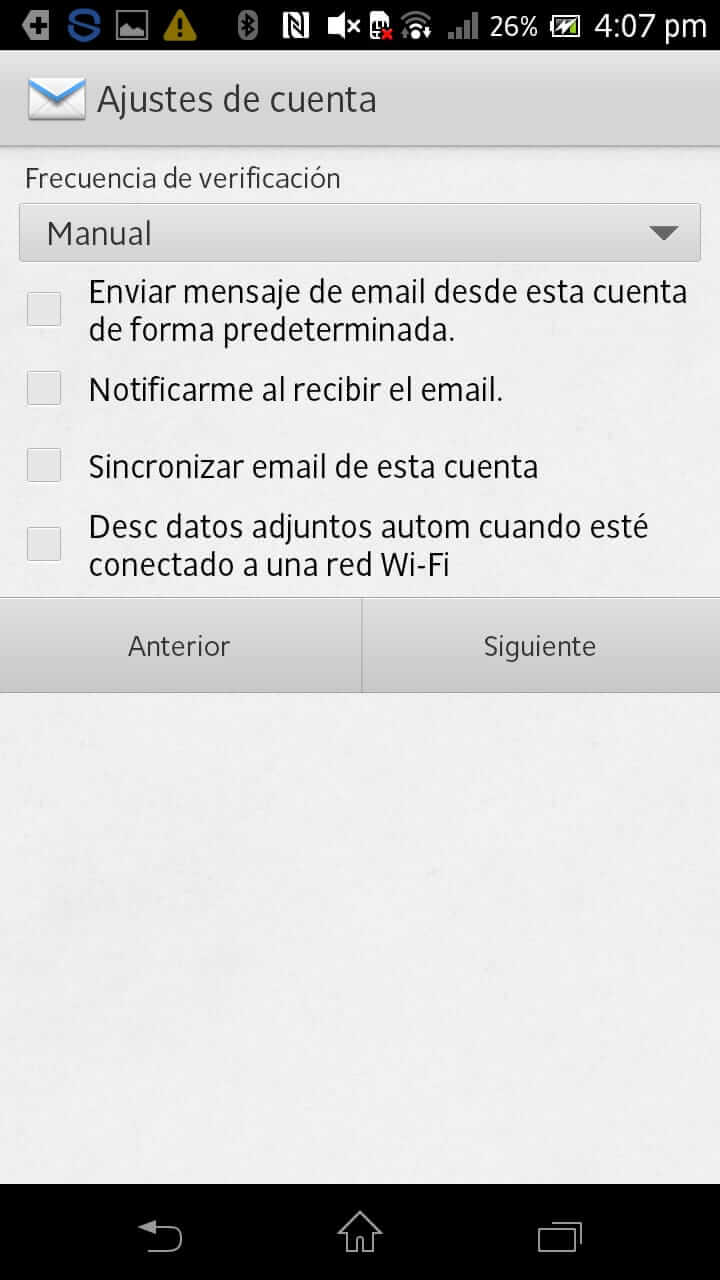 26% 4:07 pm
Ajustes de cuenta
Frecuencia de verificación
Manual
Enviar mensaje de email desde esta cuenta
de forma predeterminada.
Notificarme al recibir el email.
Sincronizar email de esta cuenta
Desc datos adjuntos autom cuando esté
conectado a una red Wi-Fi
Anterior Siguiente